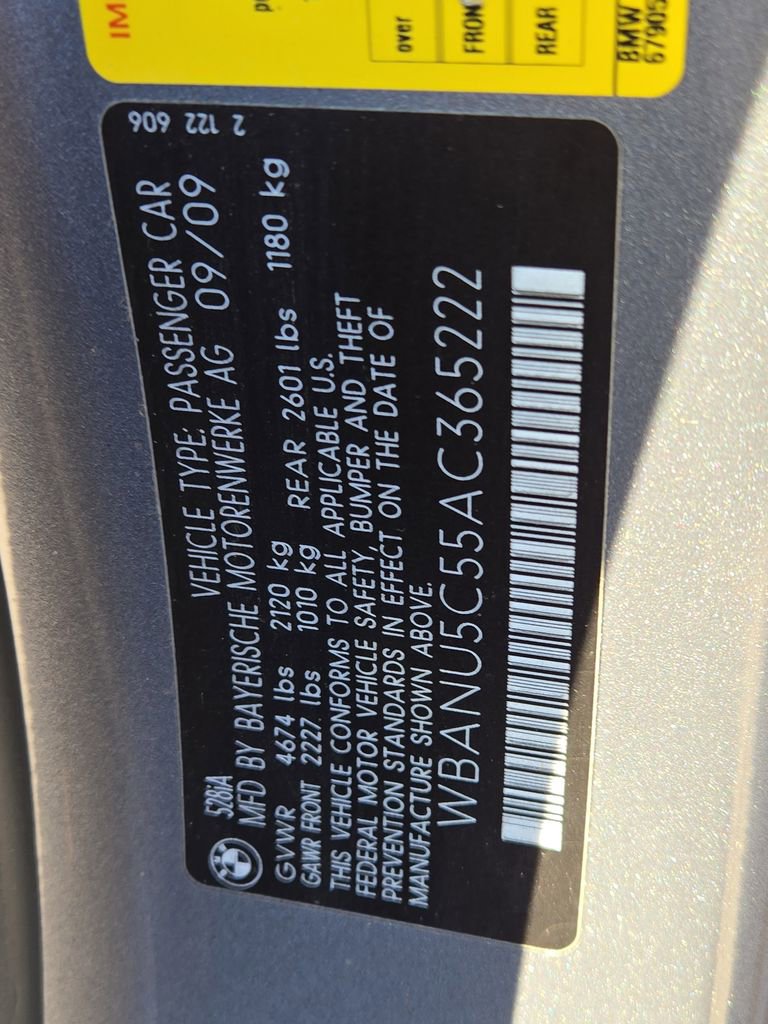 IM
over
FRON
REAR
BMW
67905
2 122 606
VEHICLE TYPE: PASSENGER CAR
528iA
MFD BY BAYERISCHE MOTORENWERKE AG 09/09
GVWR 4674 lbs 2120 kg
GAWR FRONT 2227 lbs 1010 kg REAR 2601 lbs 1180 kg
THIS VEHICLE CONFORMS TO ALL APPLICABLE U.S.
FEDERAL MOTOR VEHICLE SAFETY, BUMPER AND THEFT
PREVENTION STANDARDS IN EFFECT ON THE DATE OF
MANUFACTURE SHOWN ABOVE.
WBANU5C55AC365222